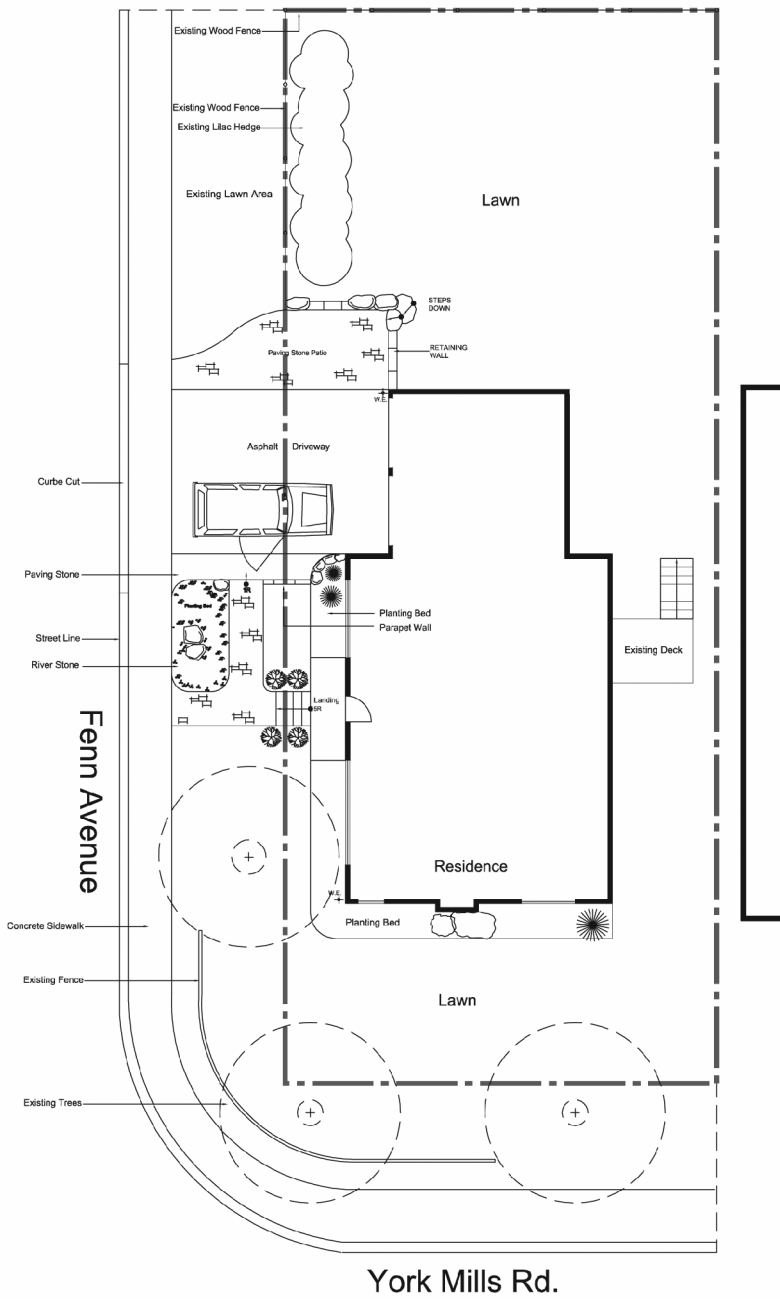 Existing Wood Fence
Existing Wood Fence
Existing Lilac Hedge
Existing Lawn Area
Lawn
STEPS
DOWN
RETAINING
WALL
Paving Stone Patio
W.E.
Asphalt Driveway
Curbe Cut
Paving Stone
1R
Planting Bed
Planting Bed
Parapet Wall
Street Line
River Stone
Existing Deck
Landing
5R
Fenn Avenue
Residence
W.E.
Concrete Sidewalk
Planting Bed
Existing Fence
Lawn
Existing Trees
York Mills Rd.